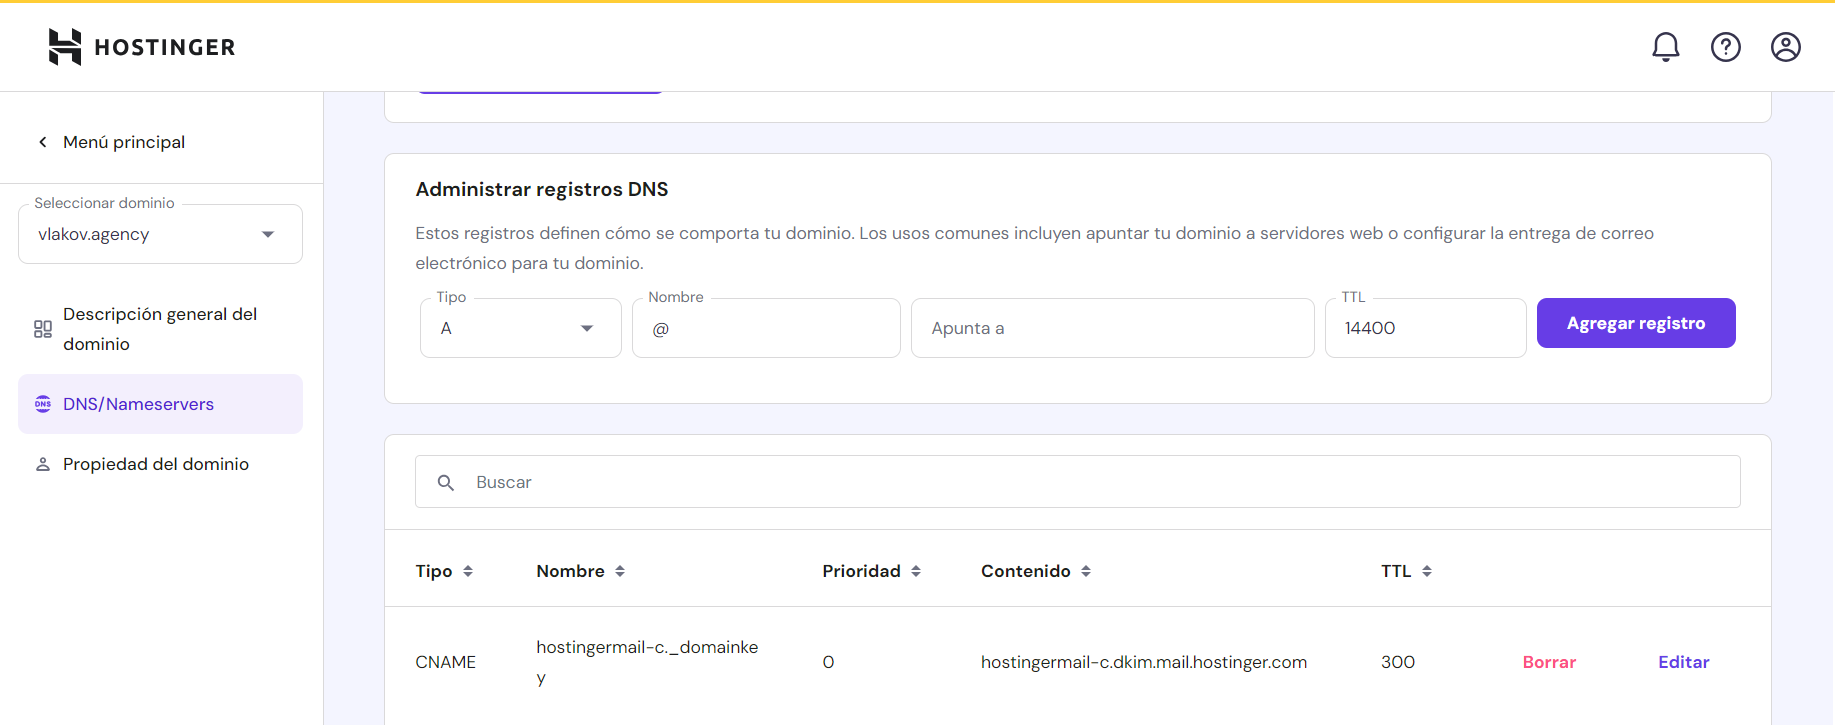 HOSTINGER
Menú principal
Seleccionar dominio
vlakov.agency
Descripción general del
dominio
DNS
DNS/Nameservers
Propiedad del dominio
Administrar registros DNS
Estos registros definen cómo se comporta tu dominio. Los usos comunes incluyen apuntar tu dominio a servidores web o configurar la entrega de correo
electrónico para tu dominio.
Tipo Nombre TTL
A @ Apunta a 14400 Agregar registro
Buscar
Tipo Nombre Prioridad Contenido TTL
hostingermail-c._domainke
CNAME 0 hostingermail-c.dkim.mail.hostinger.com 300 Borrar Editar
y